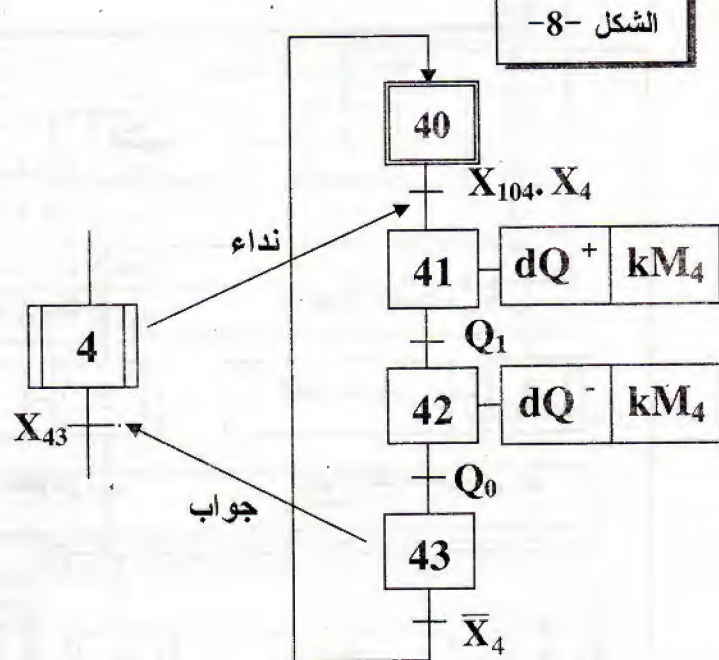 الشكل -8-
40
X₁₀₄. X₄
نداء
41
dQ⁺ kM₄
4
Q₁
42
dQ⁻ kM₄
X₄₃
Q₀
جواب
43
X̅₄